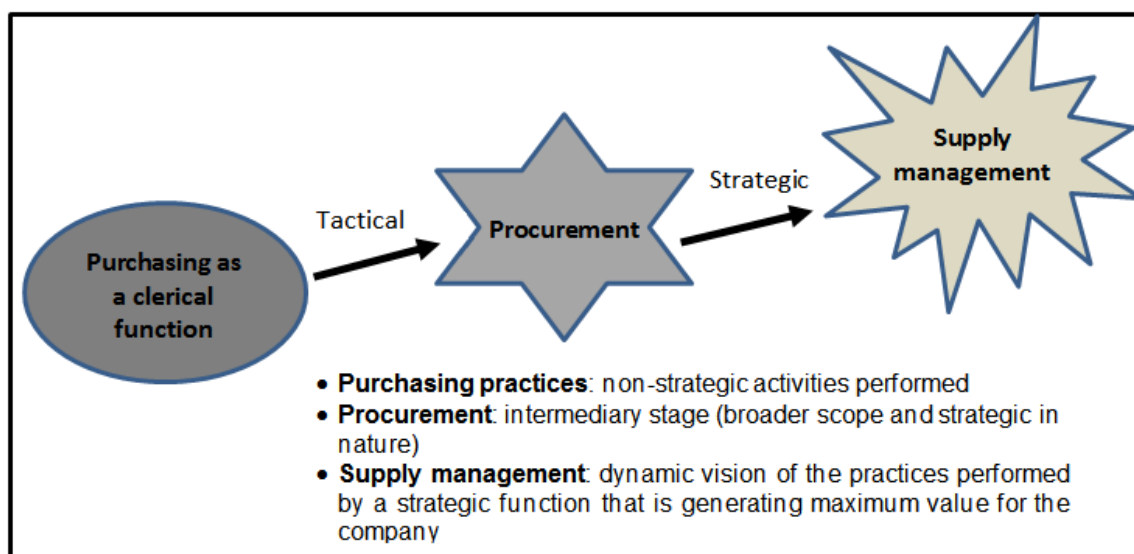 Supply
management
Strategic
Tactical
Procurement
Purchasing as
a clerical
function
• Purchasing practices: non-strategic activities performed
• Procurement: intermediary stage (broader scope and strategic in
nature)
• Supply management: dynamic vision of the practices performed
by a strategic function that is generating maximum value for the
company